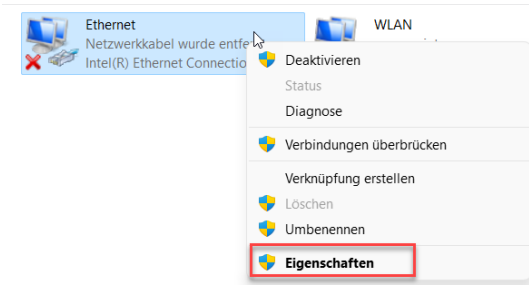 Ethernet
WLAN
Netzwerkkabel wurde entfe
Intel(R) Ethernet Connectio
Deaktivieren
Status
Diagnose
Verbindungen überbrücken
Verknüpfung erstellen
Löschen
Umbenennen
Eigenschaften